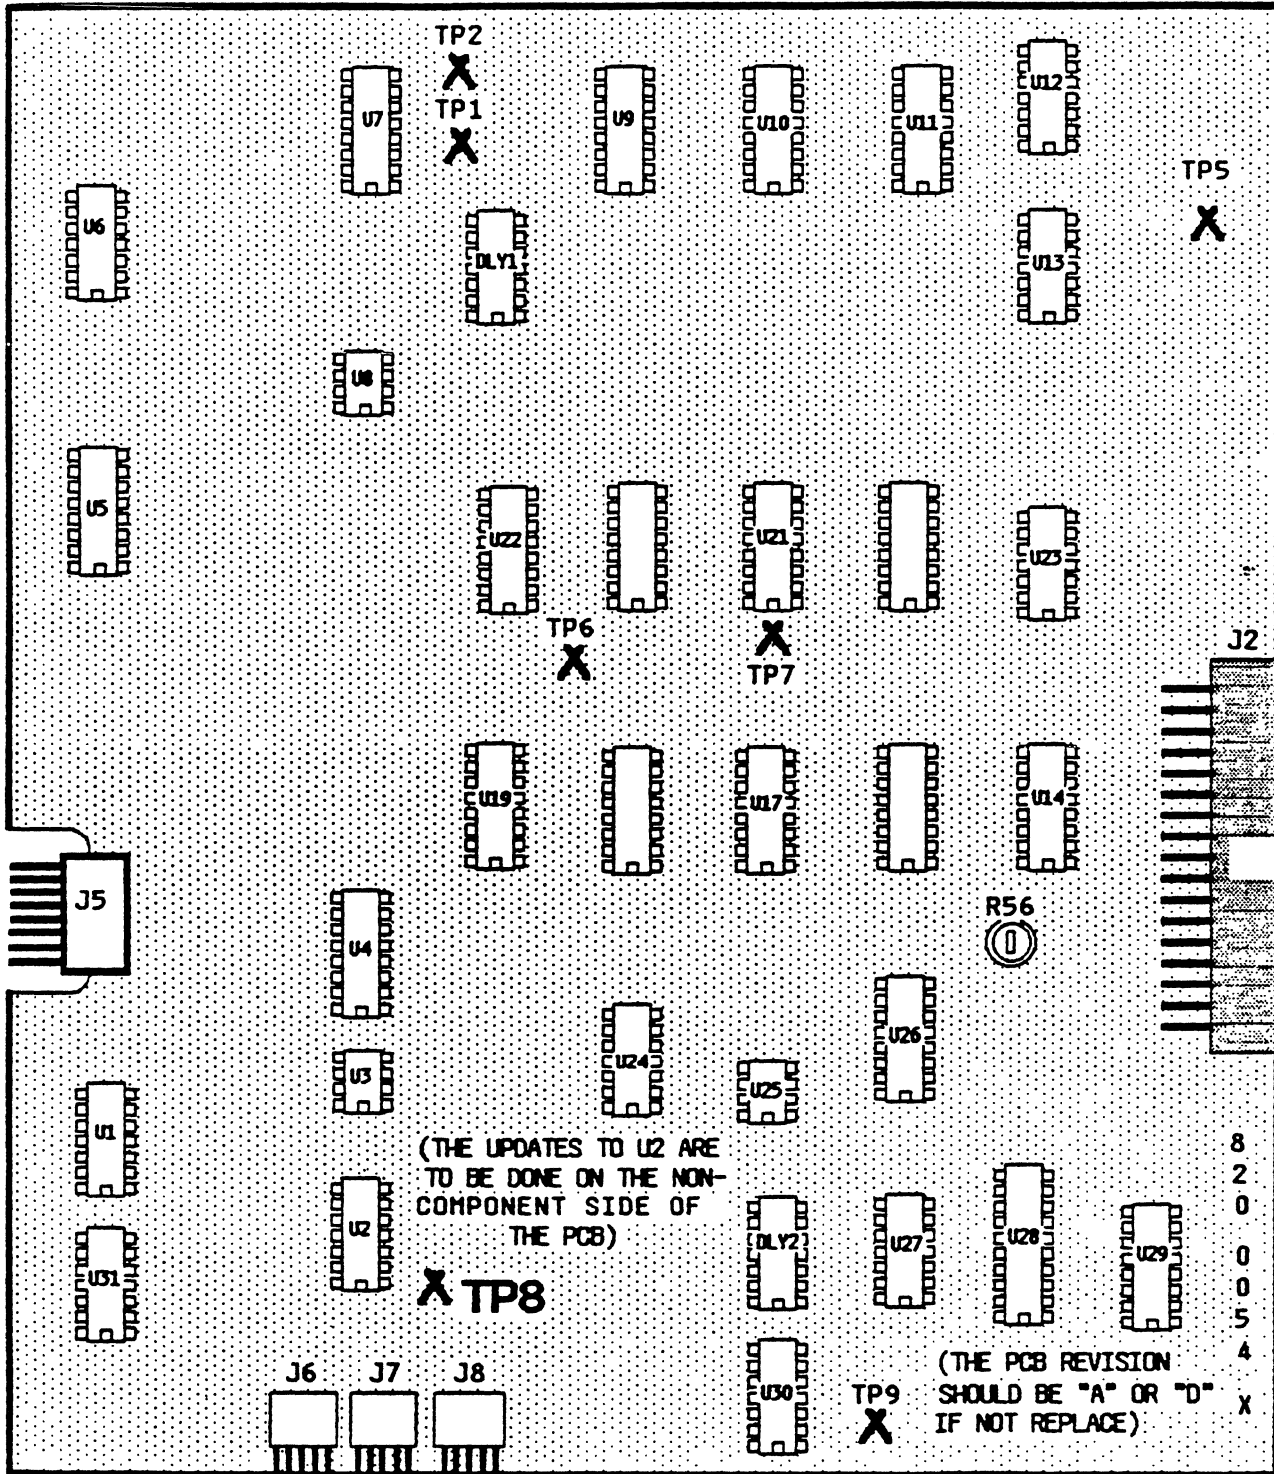 TP2
U7
TP1
U9
U10
U11
U12
TP5
U6
DLY1
U13
U8
U5
U22
U21
U23
TP6
TP7
J2
U19
U17
U14
J5
R56
U4
U26
U3
U24
U25
U1
(THE UPDATES TO U2 ARE
TO BE DONE ON THE NON-
COMPONENT SIDE OF
THE PCB)
U2
U31
TP8
DLY2
U27
U28
U29
8
2
0
0
0
5
4
X
J6
J7
J8
U30
TP9
(THE PCB REVISION
SHOULD BE "A" OR "D"
IF NOT REPLACE)